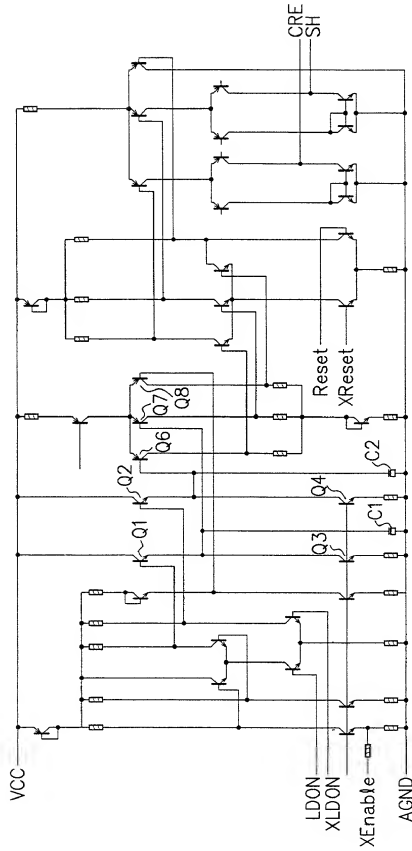 VCC
CRE
SH
Q8
Q7
Q6
Q2
Q1
Reset
XReset
C2
Q4
C1
Q3
LDON
XLDON
XEnable
AGND